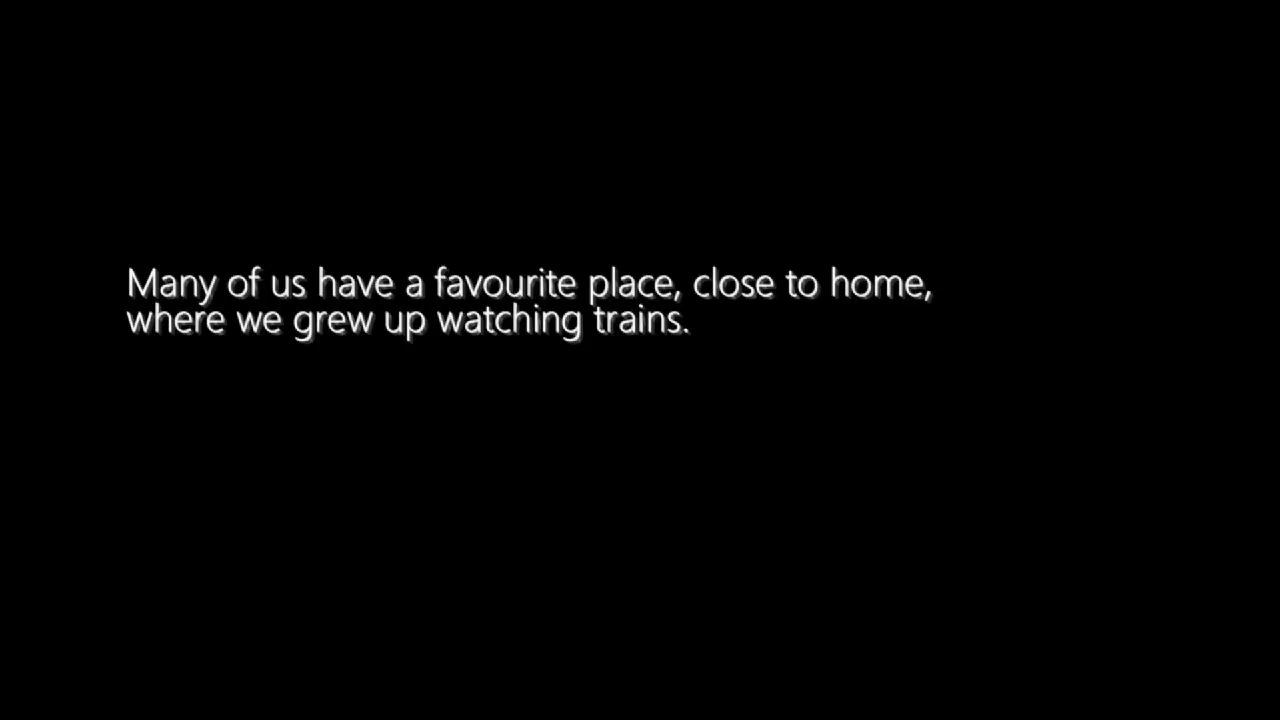 Many of us have a favourite place, close to home,
where we grew up watching trains.